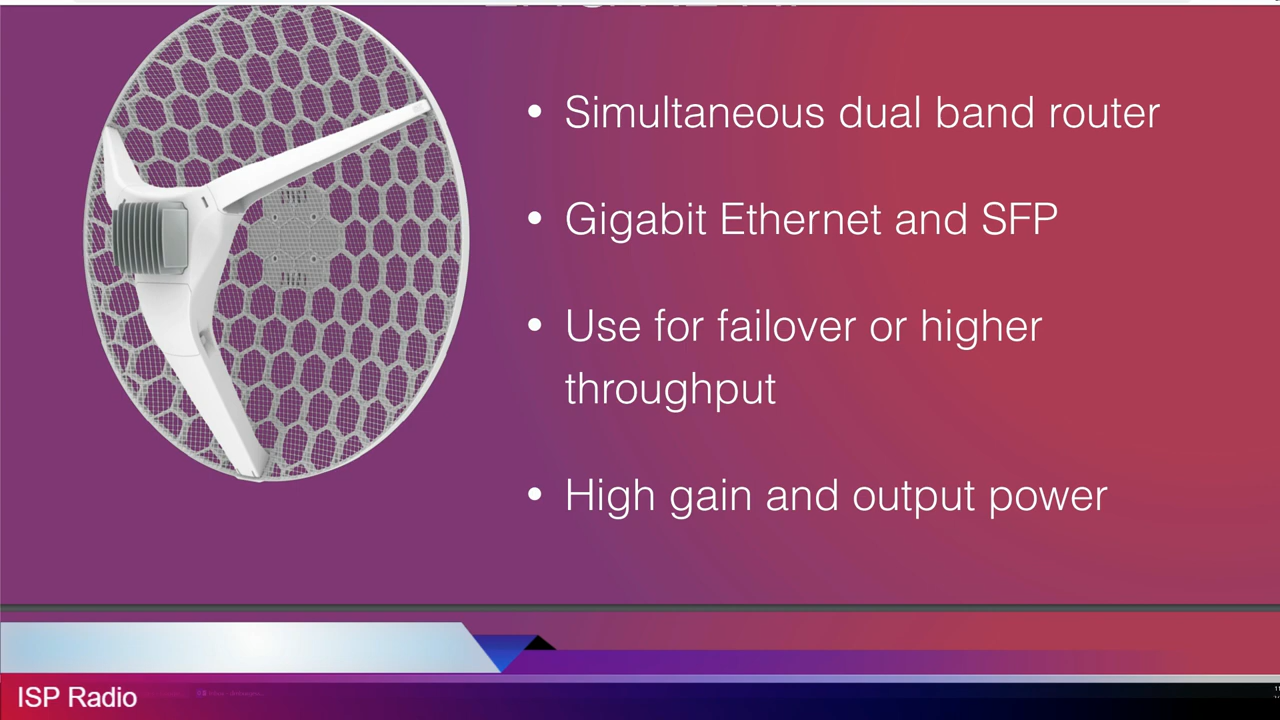 • Simultaneous dual band router
• Gigabit Ethernet and SFP
• Use for failover or higher
throughput
• High gain and output power
ISP Radio